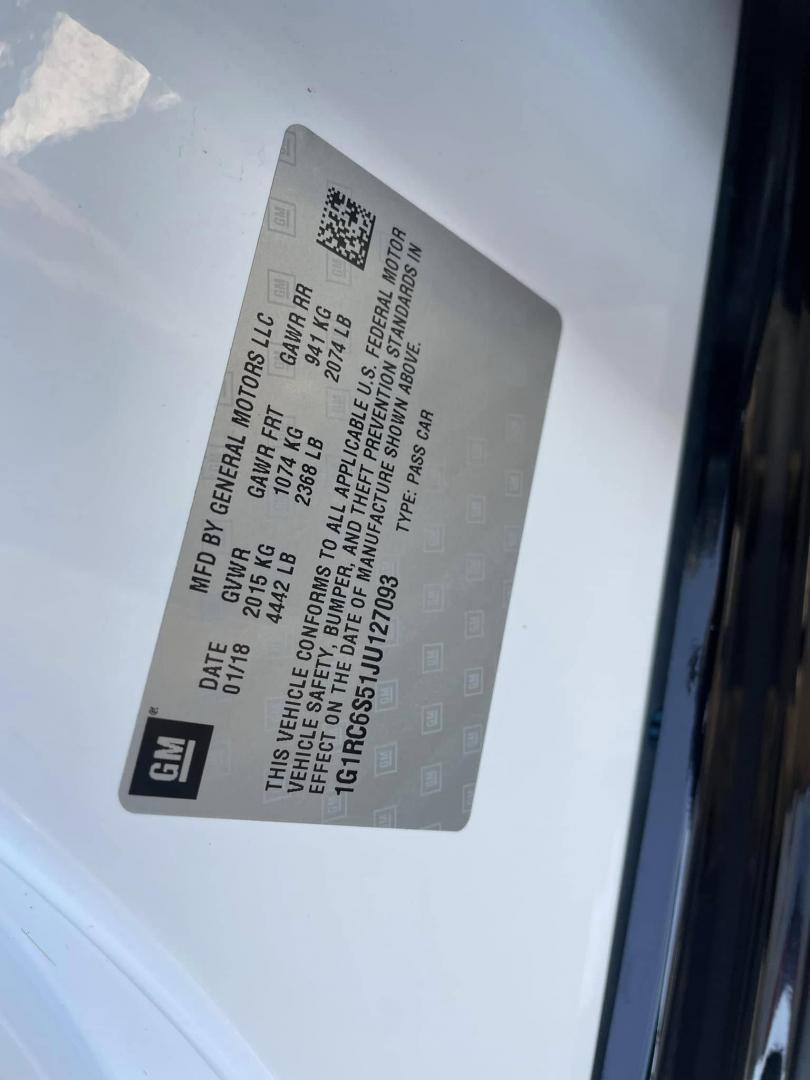 GM®
MFD BY GENERAL MOTORS LLC
DATE GVWR GAWR FRT GAWR RR
01/18 2015 KG 1074 KG 941 KG
4442 LB 2368 LB 2074 LB
THIS VEHICLE CONFORMS TO ALL APPLICABLE U.S. FEDERAL MOTOR
VEHICLE SAFETY, BUMPER, AND THEFT PREVENTION STANDARDS IN
EFFECT ON THE DATE OF MANUFACTURE SHOWN ABOVE.
1G1RC6S51JU127093 TYPE: PASS CAR